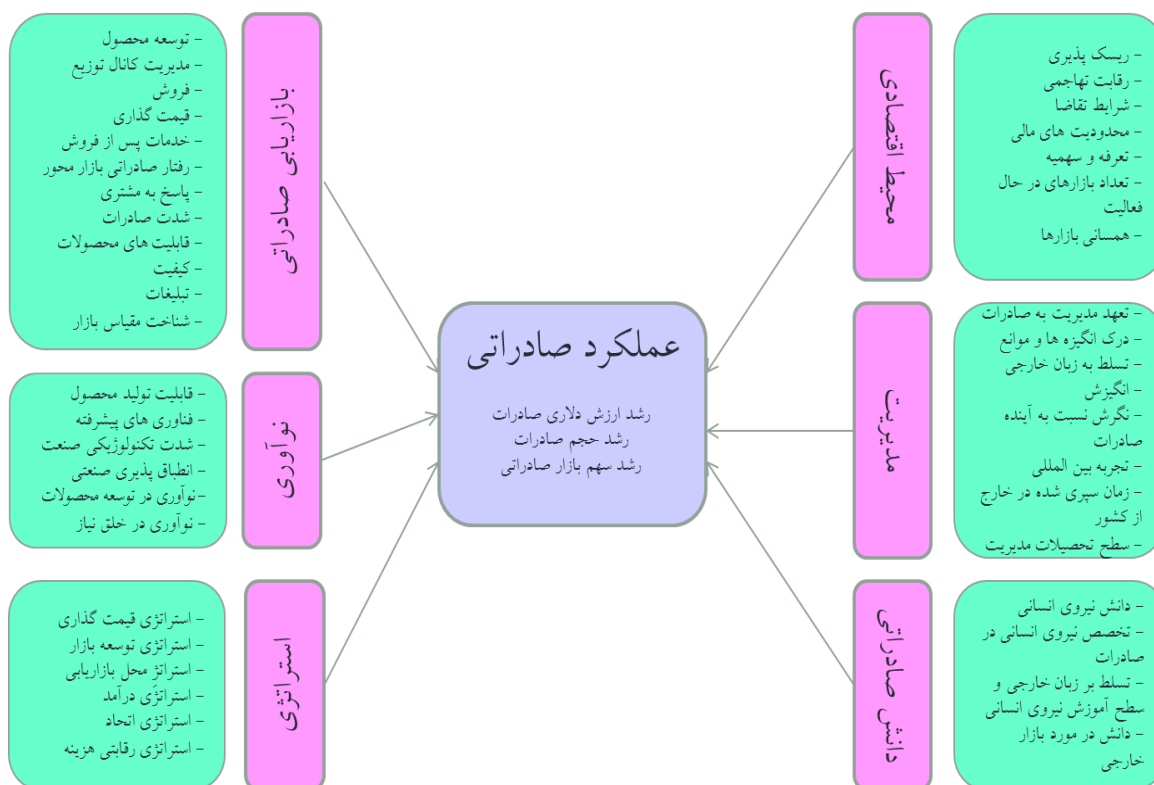 محیط اقتصادی
- ریسک پذیری
- رقابت تهاجمی
- شرایط تقاضا
- محدودیت های مالی
- تعرفه و سهمیه
- تعداد بازارهای در حال
فعالیت
- همسانی بازارها
مدیریت
- تعهد مدیریت به صادرات
- درک انگیزه ها و موانع
- تسلط به زبان خارجی
- انگیزش
- نگرش نسبت به آینده
صادرات
- تجربه بین المللی
- زمان سپری شده در خارج
از کشور
- سطح تحصیلات مدیریت
دانش صادراتی
- دانش نیروی انسانی
- تخصص نیروی انسانی در
صادرات
- تسلط بر زبان خارجی و
سطح آموزش نیروی انسانی
- دانش در مورد بازار
خارجی
عملکرد صادراتی
رشد ارزش دلاری صادرات
رشد حجم صادرات
رشد سهم بازار صادراتی
بازاریابی صادراتی
- توسعه محصول
- مدیریت کانال توزیع
- فروش
- قیمت گذاری
- خدمات پس از فروش
- رفتار صادراتی بازار محور
- پاسخ به مشتری
- شدت صادرات
- قابلیت های محصولات
- کیفیت
- تبلیغات
- شناخت مقیاس بازار
نوآوری
- قابلیت تولید محصول
- فناوری های پیشرفته
- شدت تکنولوژیکی صنعت
- انطباق پذیری صنعتی
-نوآوری در توسعه محصولات
- نوآوری در خلق نیاز
استراتژی
- استراتژی قیمت گذاری
- استراتژی توسعه بازار
- استراتژ محل بازاریابی
- استراتژی درآمد
- استراتژی اتحاد
- استراتژی رقابتی هزینه